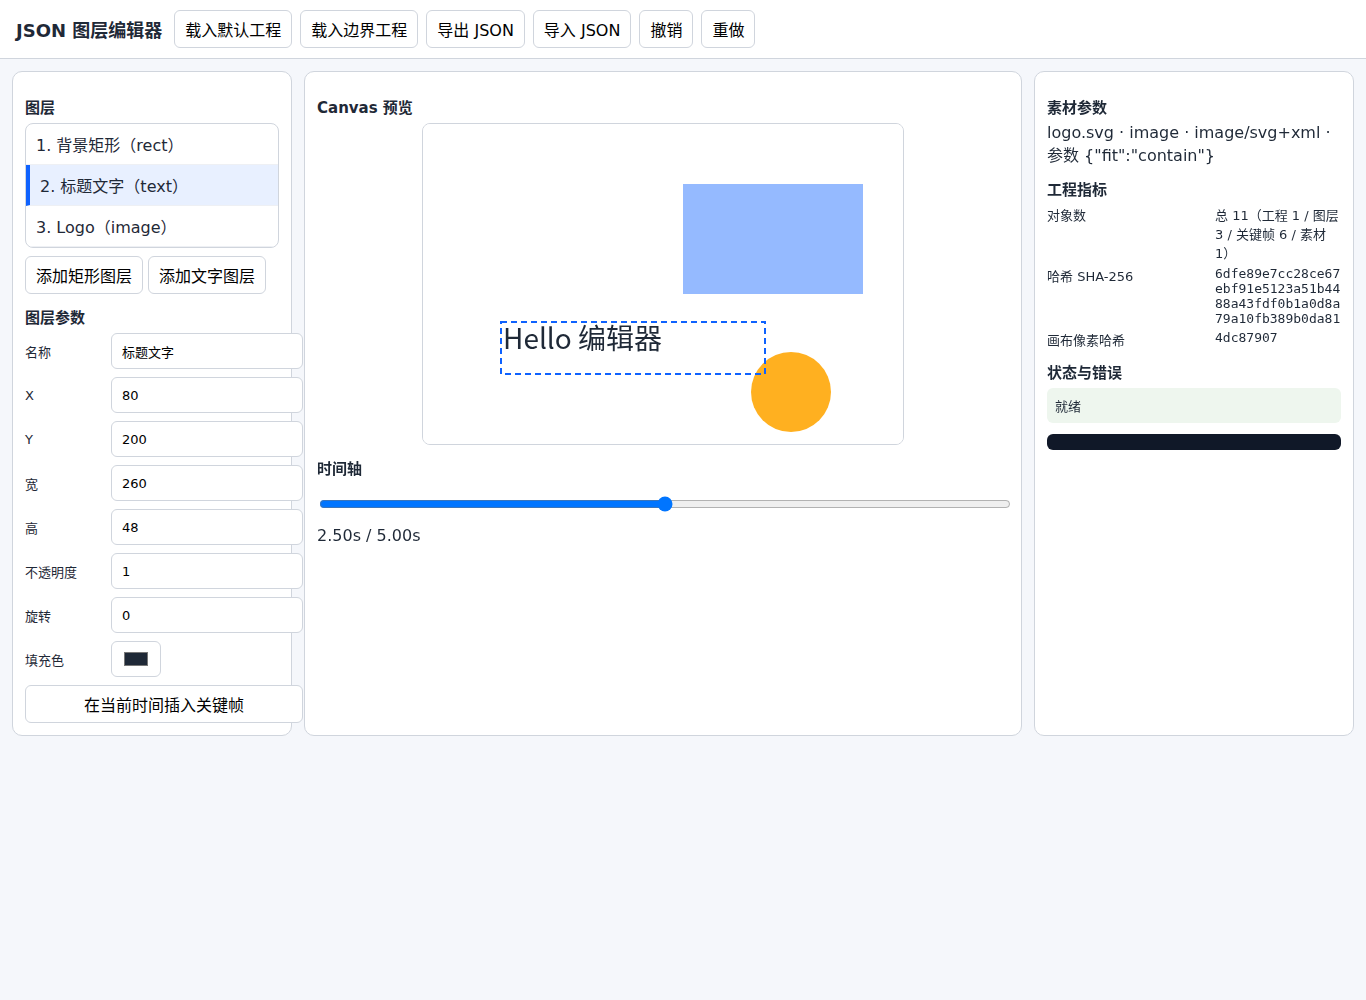 JSON 图层编辑器
载入默认工程
载入边界工程
导出 JSON
导入 JSON
撤销
重做
图层
1. 背景矩形（rect）
2. 标题文字（text）
3. Logo（image）
添加矩形图层
添加文字图层
图层参数
名称
标题文字
X
80
Y
200
宽
260
高
48
不透明度
1
旋转
0
填充色
在当前时间插入关键帧
Canvas 预览
Hello 编辑器
时间轴
2.50s / 5.00s
素材参数
logo.svg · image · image/svg+xml ·
参数 {"fit":"contain"}
工程指标
对象数
总 11（工程 1 / 图层
3 / 关键帧 6 / 素材
1）
哈希 SHA-256
6dfe89e7cc28ce67
ebf91e5123a51b44
88a43fdf0b1a0d8a
79a10fb389b0da81
画布像素哈希
4dc87907
状态与错误
就绪